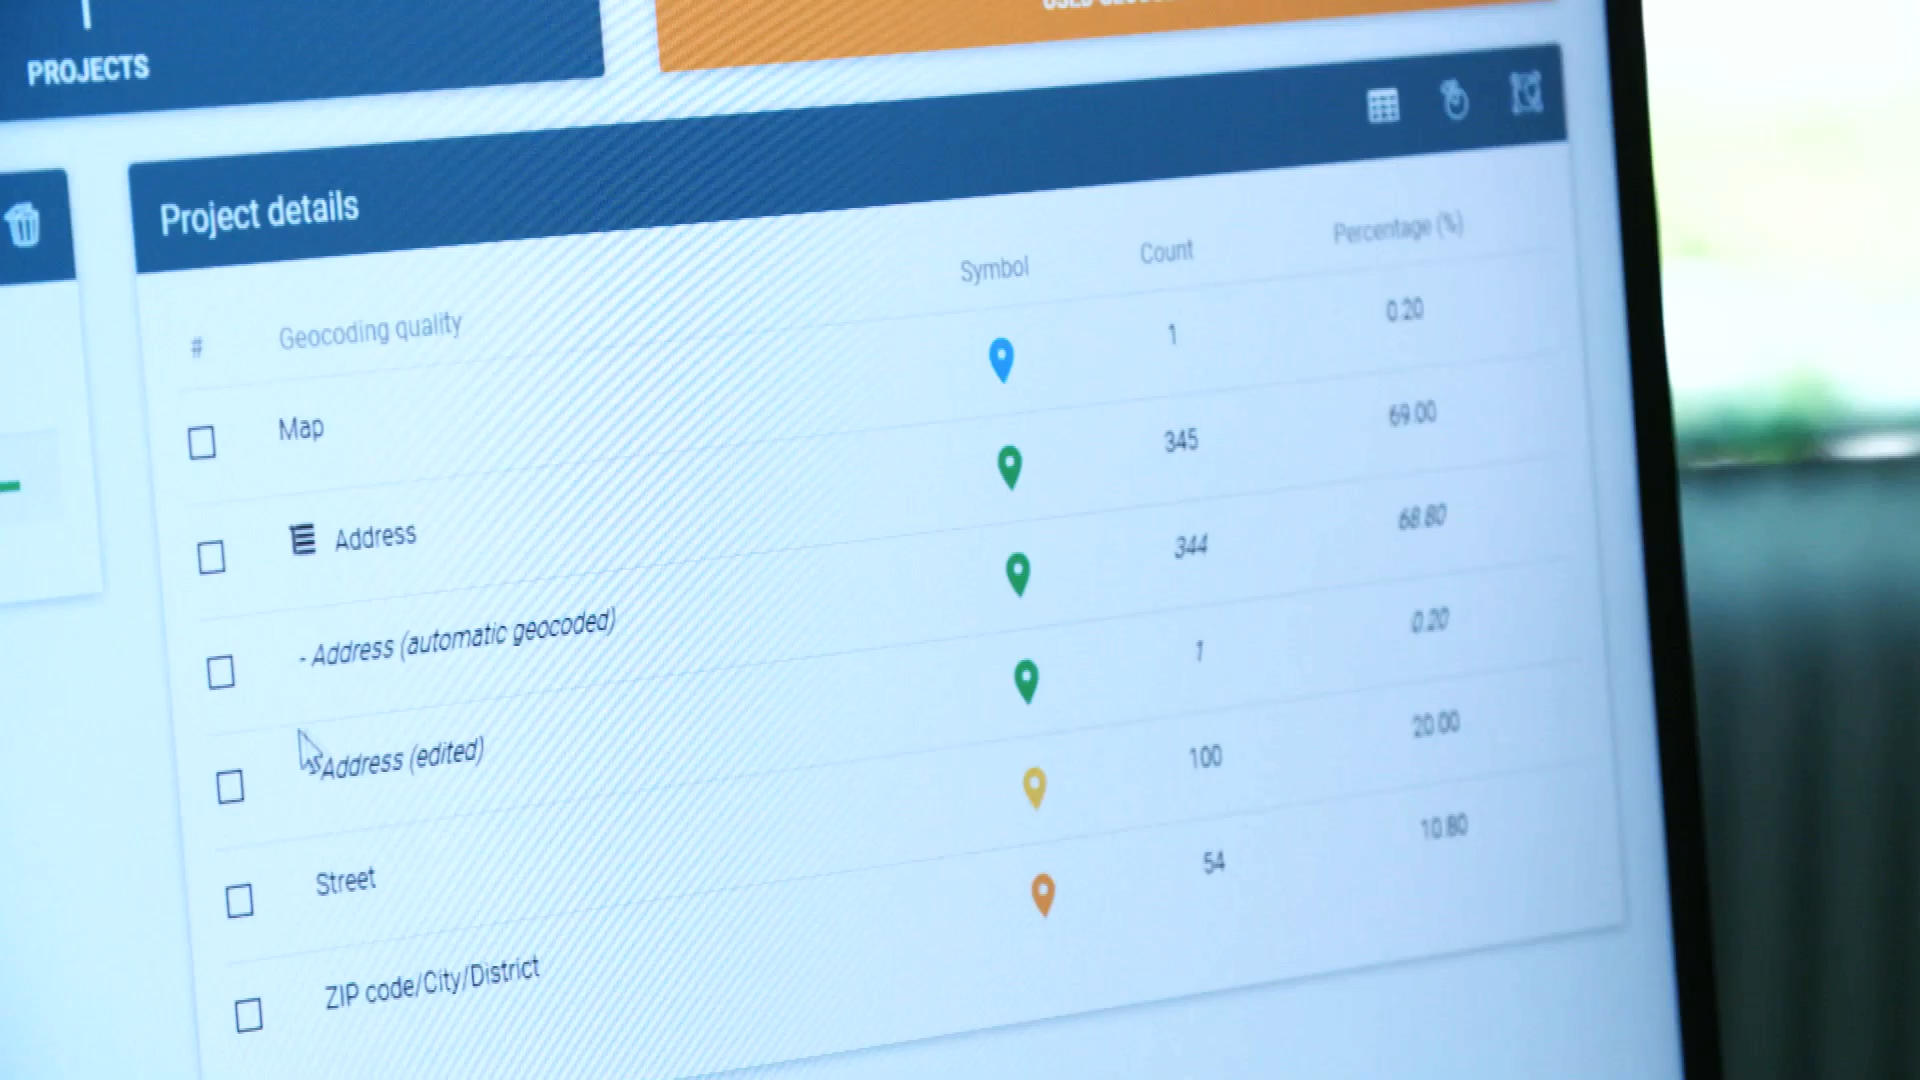 PROJECTS
Project details
# Geocoding quality Symbol Count Percentage (%)
Map 1 0.20
Address 345 69.00
- Address (automatic geocoded) 344 68.80
Address (edited) 1 0.20
Street 100 20.00
ZIP code/City/District 54 10.80